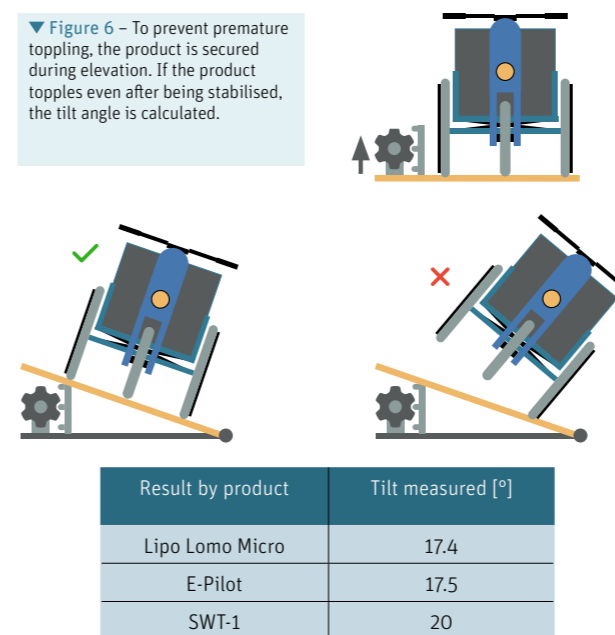 ▼ Figure 6 – To prevent premature
toppling, the product is secured
during elevation. If the product
topples even after being stabilised,
the tilt angle is calculated.
Result by product Tilt measured [°]
Lipo Lomo Micro 17.4
E-Pilot 17.5
SWT-1 20